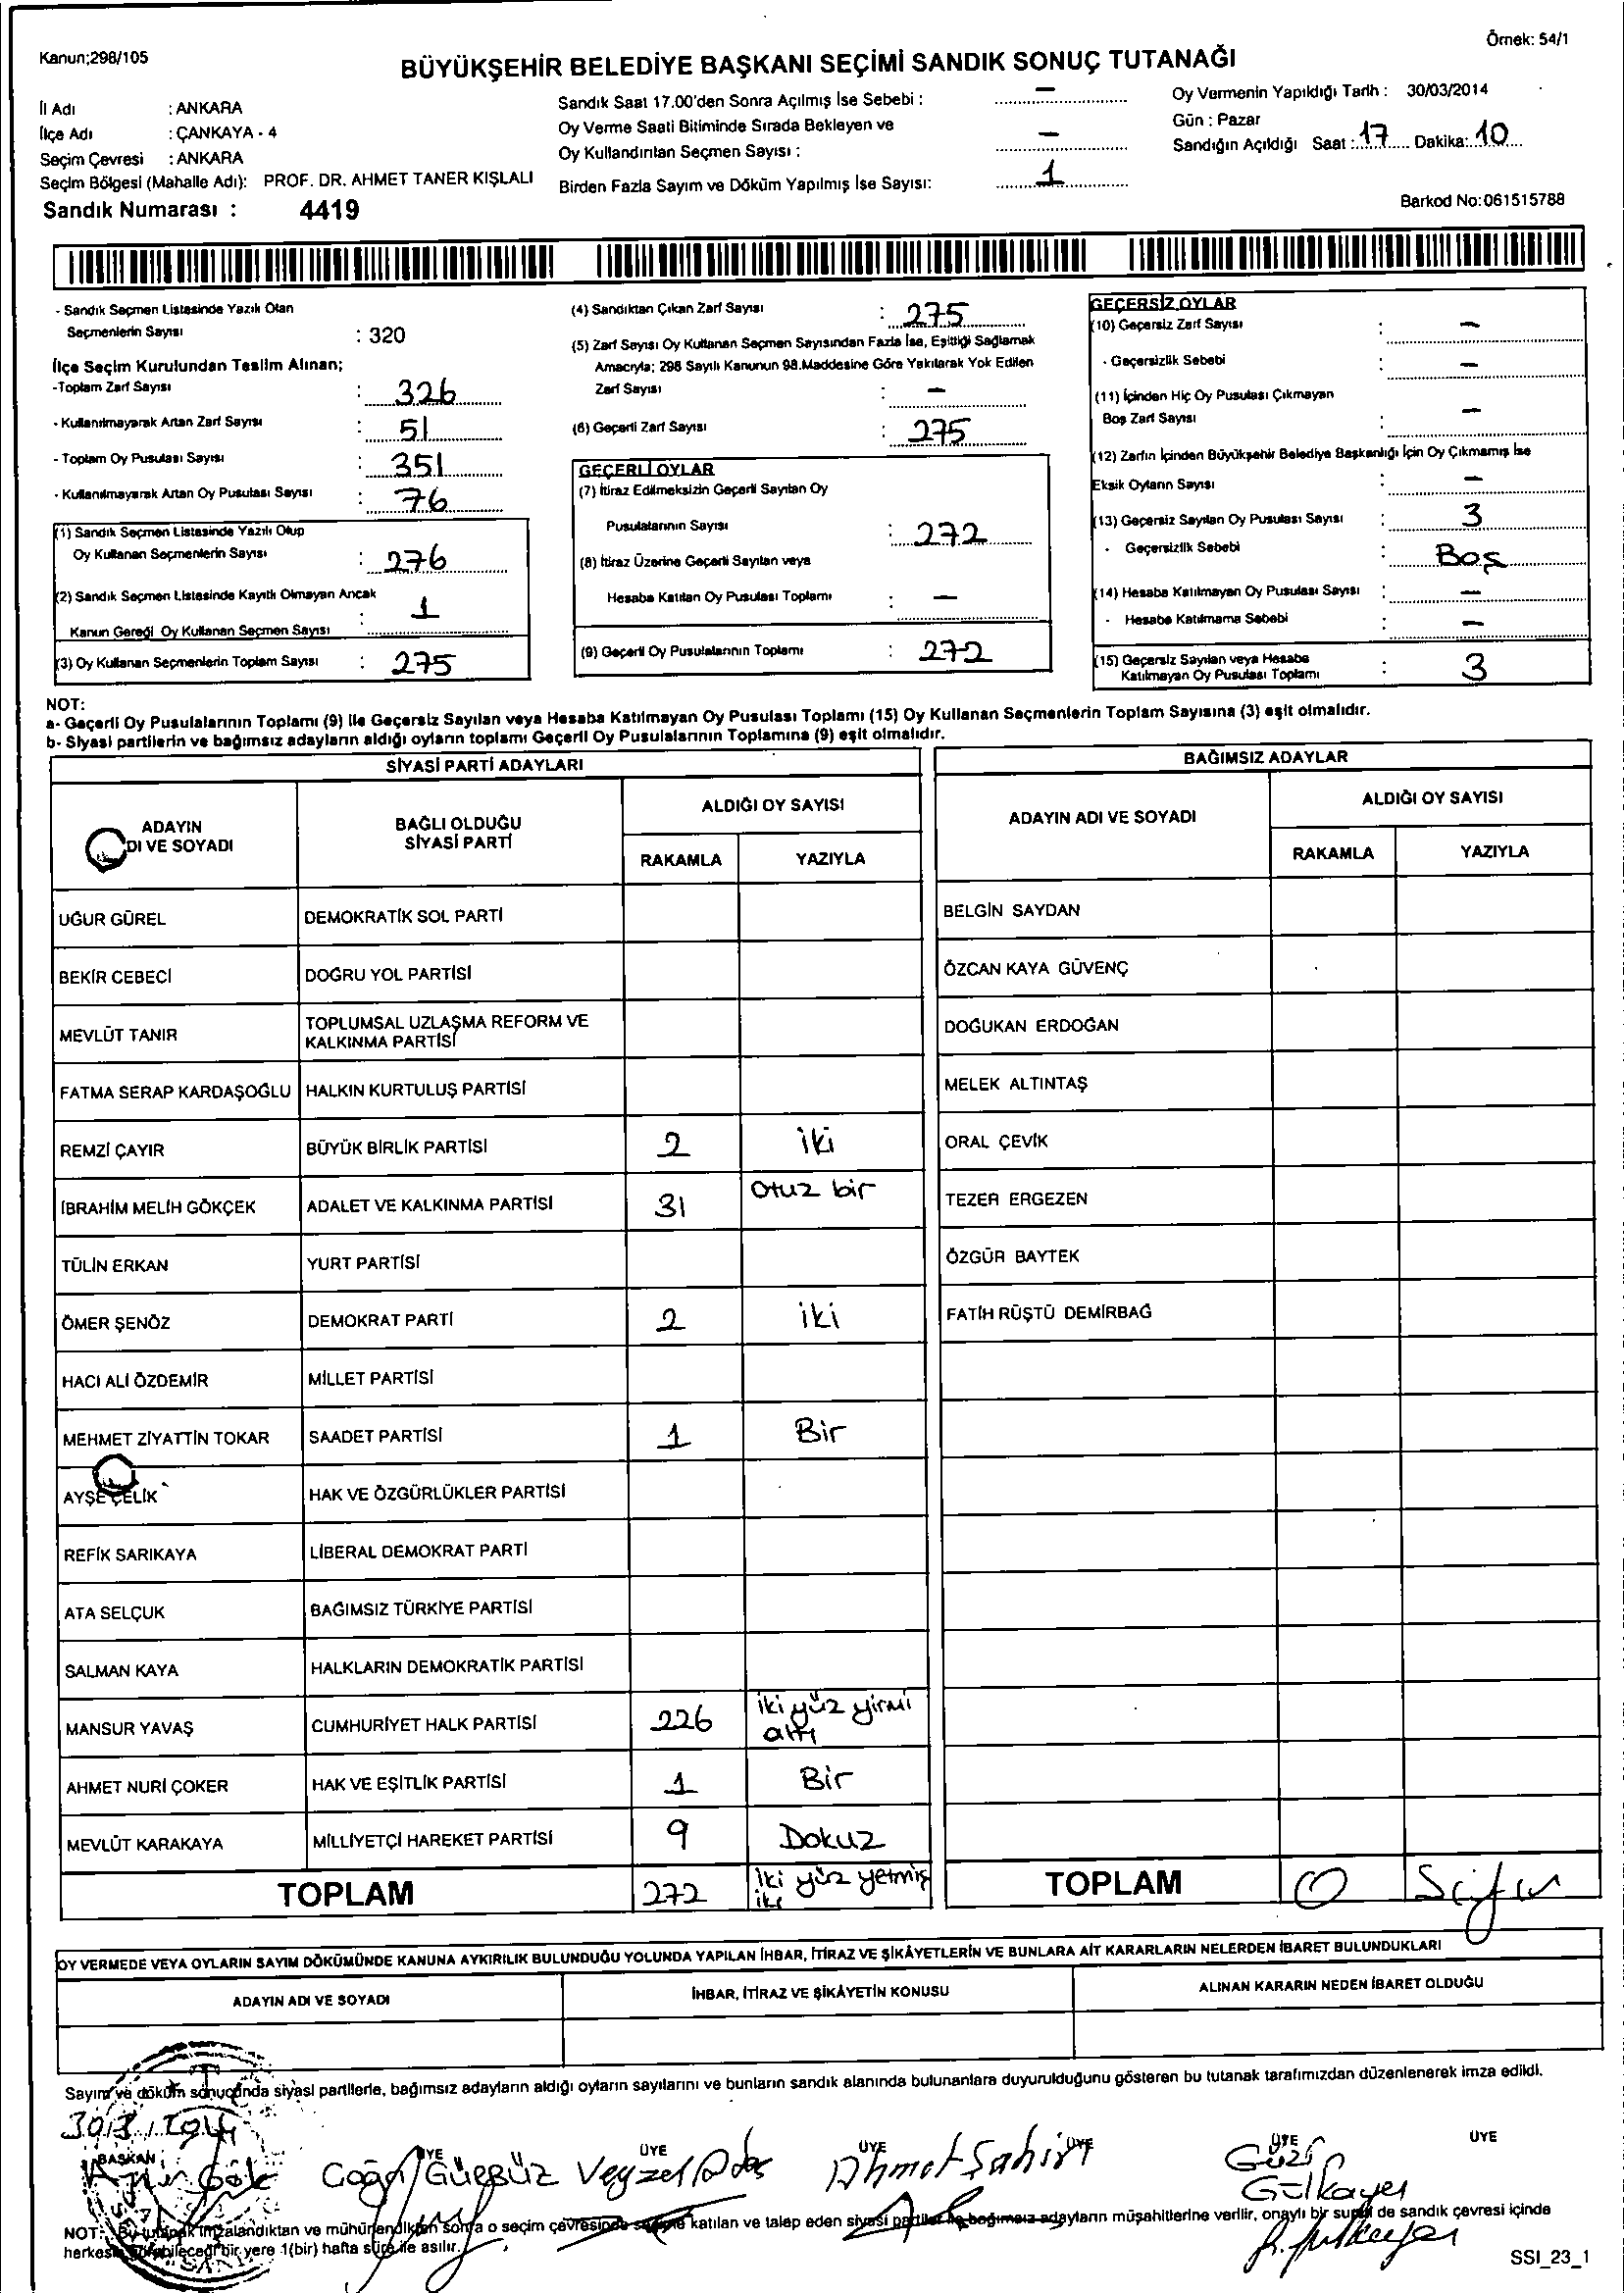 Kanun;298/105
Örnek: 54/1
BÜYÜKŞEHİR BELEDİYE BAŞKANI SEÇİMİ SANDIK SONUÇ TUTANAĞI
İl Adı : ANKARA
İlçe Adı : ÇANKAYA - 4
Seçim Çevresi : ANKARA
Seçim Bölgesi (Mahalle Adı): PROF. DR. AHMET TANER KIŞLALI
Sandık Numarası : 4419
Sandık Saat 17.00'den Sonra Açılmış İse Sebebi : –
Oy Verme Saati Bitiminde Sırada Bekleyen ve
Oy Kullandırılan Seçmen Sayısı : –
Birden Fazla Sayım ve Döküm Yapılmış İse Sayısı: 1
Oy Vermenin Yapıldığı Tarih : 30/03/2014
Gün : Pazar
Sandığın Açıldığı Saat : 17 Dakika: 10
Barkod No:061515788
- Sandık Seçmen Listesinde Yazılı Olan
Seçmenlerin Sayısı : 320
İlçe Seçim Kurulundan Teslim Alınan;
-Toplam Zarf Sayısı : 326
- Kullanılmayarak Artan Zarf Sayısı : 51
- Toplam Oy Pusulası Sayısı : 351
- Kullanılmayarak Artan Oy Pusulası Sayısı : 76
(1) Sandık Seçmen Listesinde Yazılı Olup
Oy Kullanan Seçmenlerin Sayısı : 276
(2) Sandık Seçmen Listesinde Kayıtlı Olmayan Ancak
Kanun Gereği Oy Kullanan Seçmen Sayısı : 1
(3) Oy Kullanan Seçmenlerin Toplam Sayısı : 275
(4) Sandıktan Çıkan Zarf Sayısı : 275
(5) Zarf Sayısı Oy Kullanan Seçmen Sayısından Fazla İse, Eşitliği Sağlamak
Amacıyla; 298 Sayılı Kanunun 98.Maddesine Göre Yakılarak Yok Edilen
Zarf Sayısı : –
(6) Geçerli Zarf Sayısı : 275
GEÇERLİ OYLAR
(7) İtiraz Edilmeksizin Geçerli Sayılan Oy
Pusulalarının Sayısı : 272
(8) İtiraz Üzerine Geçerli Sayılan veya
Hesaba Katılan Oy Pusulası Toplamı : –
(9) Geçerli Oy Pusulalarının Toplamı : 272
GEÇERSİZ OYLAR
(10) Geçersiz Zarf Sayısı : –
- Geçersizlik Sebebi : –
(11) İçinden Hiç Oy Pusulası Çıkmayan
Boş Zarf Sayısı : –
(12) Zarfın İçinden Büyükşehir Belediye Başkanlığı İçin Oy Çıkmamış İse
Eksik Oyların Sayısı : –
(13) Geçersiz Sayılan Oy Pusulası Sayısı : 3
- Geçersizlik Sebebi : Boş
(14) Hesaba Katılmayan Oy Pusulası Sayısı : –
- Hesaba Katılmama Sebebi : –
(15) Geçersiz Sayılan veya Hesaba
Katılmayan Oy Pusulası Toplamı : 3
NOT:
a- Geçerli Oy Pusulalarının Toplamı (9) ile Geçersiz Sayılan veya Hesaba Katılmayan Oy Pusulası Toplamı (15) Oy Kullanan Seçmenlerin Toplam Sayısına (3) eşit olmalıdır.
b- Siyasi partilerin ve bağımsız adayların aldığı oyların toplamı Geçerli Oy Pusulalarının Toplamına (9) eşit olmalıdır.
SİYASİ PARTİ ADAYLARI
ADAYIN DI VE SOYADI
BAĞLI OLDUĞU SİYASİ PARTİ
ALDIĞI OY SAYISI
RAKAMLA YAZIYLA
UĞUR GÜREL DEMOKRATİK SOL PARTİ
BEKİR CEBECİ DOĞRU YOL PARTİSİ
MEVLÜT TANIR TOPLUMSAL UZLAŞMA REFORM VE KALKINMA PARTİSİ
FATMA SERAP KARDAŞOĞLU HALKIN KURTULUŞ PARTİSİ
REMZİ ÇAYIR BÜYÜK BİRLİK PARTİSİ 2 iki
İBRAHİM MELİH GÖKÇEK ADALET VE KALKINMA PARTİSİ 31 Otuz bir
TÜLİN ERKAN YURT PARTİSİ
ÖMER ŞENÖZ DEMOKRAT PARTİ 2 iki
HACI ALİ ÖZDEMİR MİLLET PARTİSİ
MEHMET ZİYATTİN TOKAR SAADET PARTİSİ 1 Bir
AYŞE ÇELİK HAK VE ÖZGÜRLÜKLER PARTİSİ
REFİK SARIKAYA LİBERAL DEMOKRAT PARTİ
ATA SELÇUK BAĞIMSIZ TÜRKİYE PARTİSİ
SALMAN KAYA HALKLARIN DEMOKRATİK PARTİSİ
MANSUR YAVAŞ CUMHURİYET HALK PARTİSİ 226 iki yüz yirmi altı
AHMET NURİ ÇOKER HAK VE EŞİTLİK PARTİSİ 1 Bir
MEVLÜT KARAKAYA MİLLİYETÇİ HAREKET PARTİSİ 9 Dokuz
TOPLAM 272 iki yüz yetmiş iki
BAĞIMSIZ ADAYLAR
ADAYIN ADI VE SOYADI
ALDIĞI OY SAYISI
RAKAMLA YAZIYLA
BELGİN SAYDAN
ÖZCAN KAYA GÜVENÇ
DOĞUKAN ERDOĞAN
MELEK ALTINTAŞ
ORAL ÇEVİK
TEZER ERGEZEN
ÖZGÜR BAYTEK
FATİH RÜŞTÜ DEMİRBAĞ
TOPLAM 0 Sıfır
OY VERMEDE VEYA OYLARIN SAYIM DÖKÜMÜNDE KANUNA AYKIRILIK BULUNDUĞU YOLUNDA YAPILAN İHBAR, İTİRAZ VE ŞİKÂYETLERİN VE BUNLARA AİT KARARLARIN NELERDEN İBARET BULUNDUKLARI
ADAYIN ADI VE SOYADI
İHBAR, İTİRAZ VE ŞİKÂYETİN KONUSU
ALINAN KARARIN NEDEN İBARET OLDUĞU
Sayım ve döküm sonucunda siyasi partilerle, bağımsız adayların aldığı oyların sayılarını ve bunların sandık alanında bulunanlara duyurulduğunu gösteren bu tutanak tarafımızdan düzenlenerek imza edildi.
30/3/2014
BAŞKAN ÜYE ÜYE ÜYE ÜYE ÜYE ÜYE
Gök Gürbüz Veyzel Ahmet Şahin Güzin
Gülkayer
NOT: Bu tutanak imzalandıktan ve mühürlendikten sonra o seçim çevresinde seçime katılan ve talep eden siyasi partiler ile bağımsız adayların müşahitlerine verilir, onaylı bir sureti de sandık çevresi içinde
herkesin görebileceği bir yere 1(bir) hafta süre ile asılır.
SSI_23_1